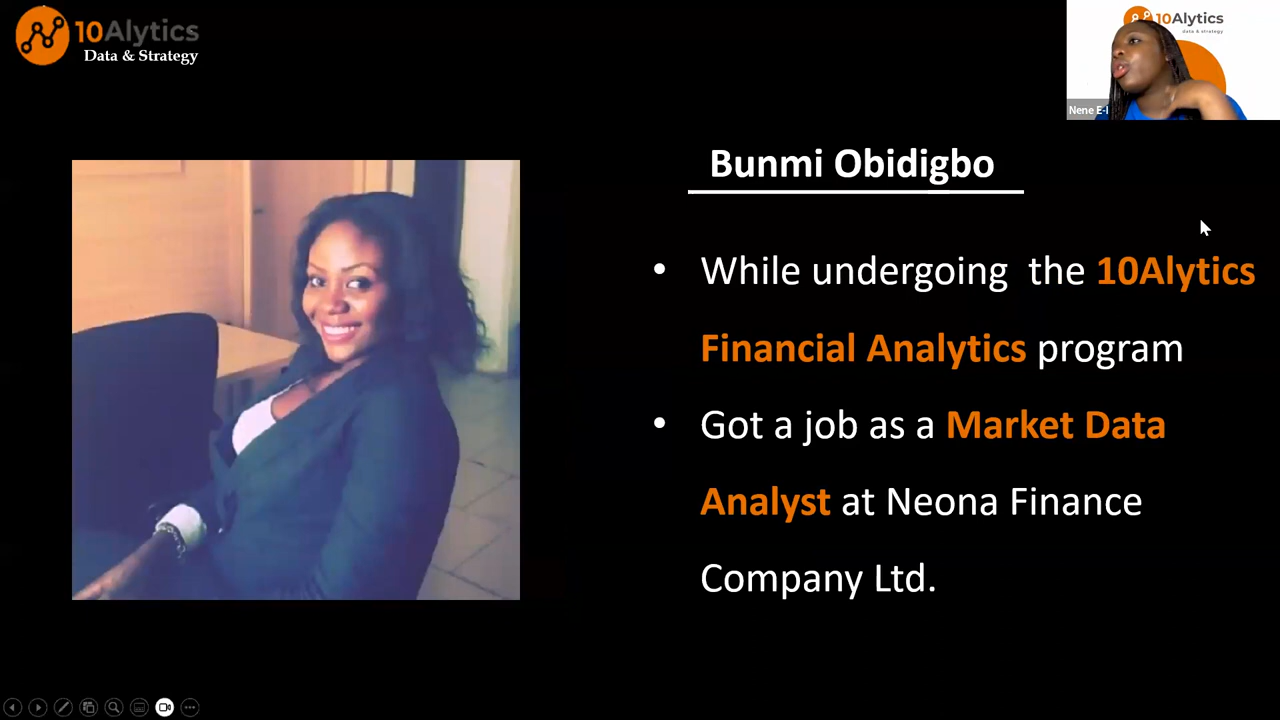 10Alytics
Data & Strategy
10Alytics
data & strategy
Nene E-I
Bunmi Obidigbo
• While undergoing the 10Alytics
Financial Analytics program
• Got a job as a Market Data
Analyst at Neona Finance
Company Ltd.